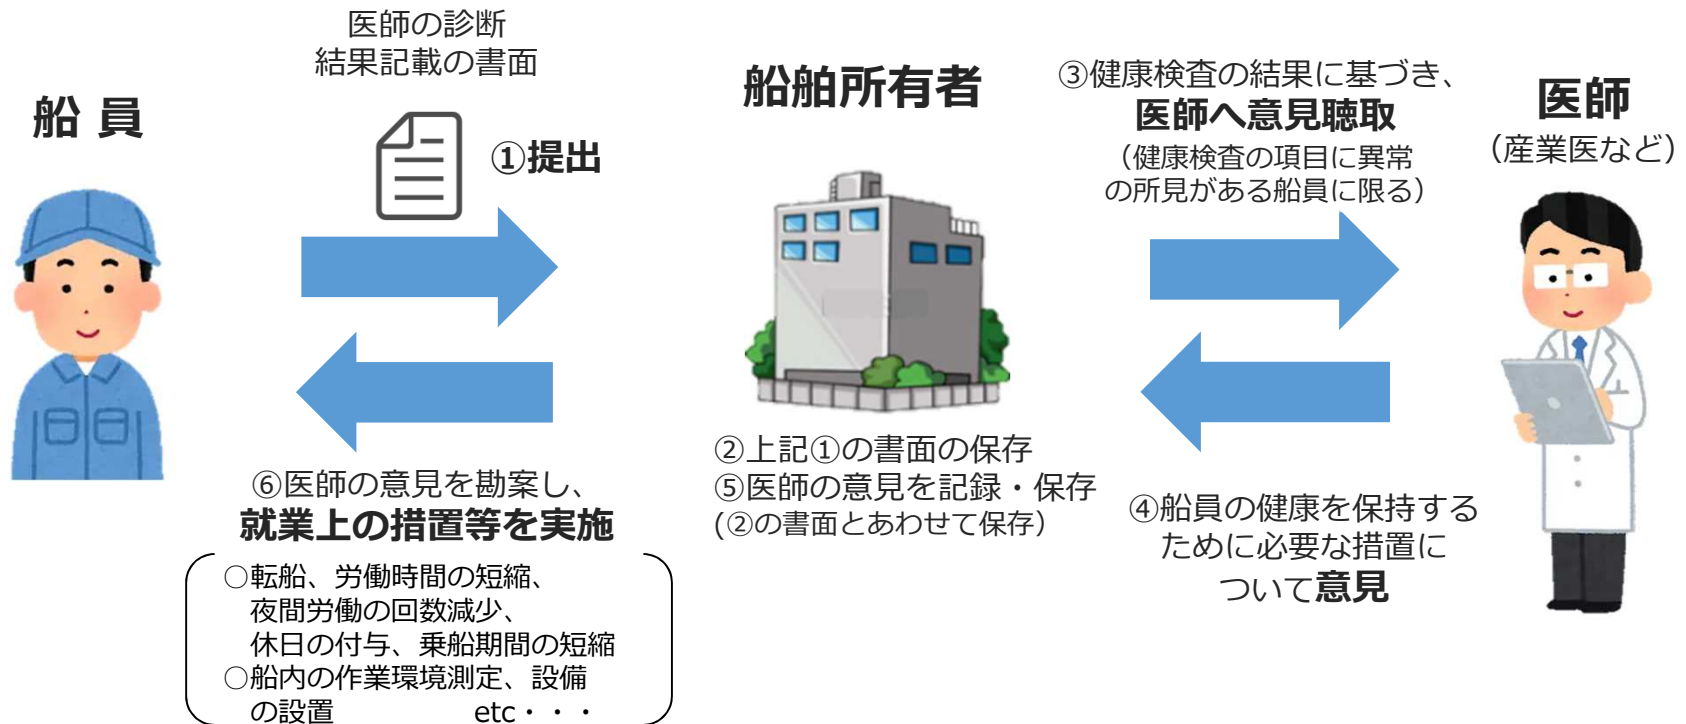 船 員
医師の診断
結果記載の書面
①提出
船舶所有者
③健康検査の結果に基づき、
医師へ意見聴取
（健康検査の項目に異常
の所見がある船員に限る）
医師
（産業医など）
②上記①の書面の保存
⑤医師の意見を記録・保存
(②の書面とあわせて保存）
④船員の健康を保持する
ために必要な措置に
ついて意見
⑥医師の意見を勘案し、
就業上の措置等を実施
○転船、労働時間の短縮、
夜間労働の回数減少、
休日の付与、乗船期間の短縮
○船内の作業環境測定、設備
の設置 etc・・・